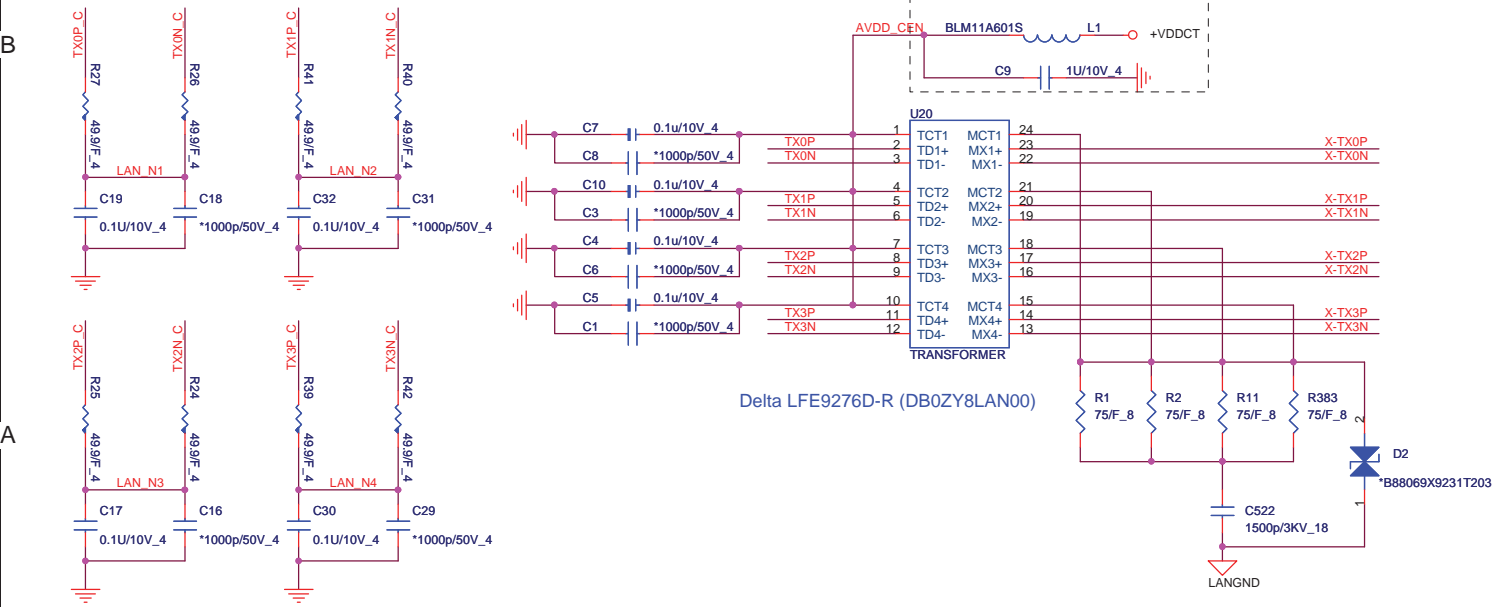 B
TX0P_C
TX0N_C
TX1P_C
TX1N_C
R27
R26
R41
R40
49.9/F_4
49.9/F_4
49.9/F_4
49.9/F_4
LAN_N1
LAN_N2
C19
C18
C32
C31
0.1U/10V_4
*1000p/50V_4
0.1U/10V_4
*1000p/50V_4
A
TX2P_C
TX2N_C
TX3P_C
TX3N_C
R25
R24
R39
R42
49.9/F_4
49.9/F_4
49.9/F_4
49.9/F_4
LAN_N3
LAN_N4
C17
C16
C30
C29
0.1U/10V_4
*1000p/50V_4
0.1U/10V_4
*1000p/50V_4
AVDD_CEN
BLM11A601S
L1
+VDDCT
C9
1U/10V_4
U20
C7 0.1u/10V_4
C8 *1000p/50V_4
C10 0.1u/10V_4
C3 *1000p/50V_4
C4 0.1u/10V_4
C6 *1000p/50V_4
C5 0.1u/10V_4
C1 *1000p/50V_4
1 TCT1 MCT1 24
TX0P 2 TD1+ MX1+ 23 X-TX0P
TX0N 3 TD1- MX1- 22 X-TX0N
4 TCT2 MCT2 21
TX1P 5 TD2+ MX2+ 20 X-TX1P
TX1N 6 TD2- MX2- 19 X-TX1N
7 TCT3 MCT3 18
TX2P 8 TD3+ MX3+ 17 X-TX2P
TX2N 9 TD3- MX3- 16 X-TX2N
10 TCT4 MCT4 15
TX3P 11 TD4+ MX4+ 14 X-TX3P
TX3N 12 TD4- MX4- 13 X-TX3N
TRANSFORMER
Delta LFE9276D-R (DB0ZY8LAN00)
R1
75/F_8
R2
75/F_8
R11
75/F_8
R383
75/F_8
2
D2
*B88069X9231T203
1
C522
1500p/3KV_18
LANGND